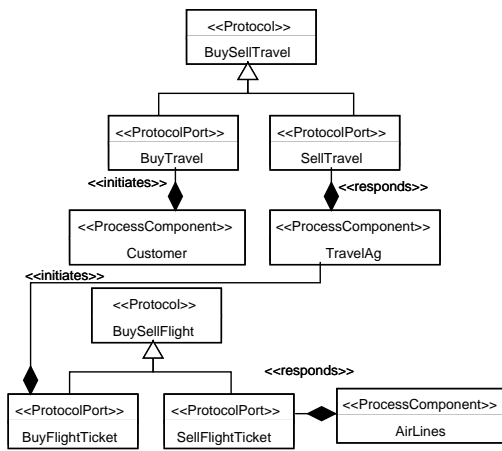 <<Protocol>>
BuySellTravel
<<ProtocolPort>>
BuyTravel
<<ProtocolPort>>
SellTravel
<<initiates>>
<<responds>>
<<ProcessComponent>>
Customer
<<ProcessComponent>>
TravelAg
<<initiates>>
<<Protocol>>
BuySellFlight
<<responds>>
<<ProtocolPort>>
BuyFlightTicket
<<ProtocolPort>>
SellFlightTicket
<<ProcessComponent>>
AirLines